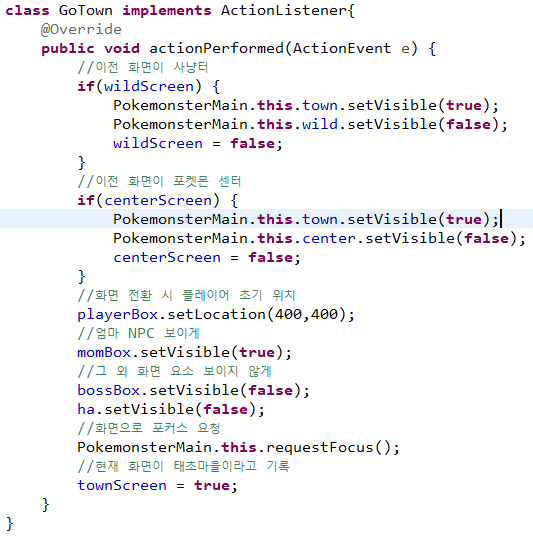 class GoTown implements ActionListener{
    @Override
    public void actionPerformed(ActionEvent e) {
        //이전 화면이 사냥터
        if(wildScreen) {
            PokemonsterMain.this.town.setVisible(true);
            PokemonsterMain.this.wild.setVisible(false);
            wildScreen = false;
        }
        //이전 화면이 포켓몬 센터
        if(centerScreen) {
            PokemonsterMain.this.town.setVisible(true);
            PokemonsterMain.this.center.setVisible(false);
            centerScreen = false;
        }
        //화면 전환 시 플레이어 초기 위치
        playerBox.setLocation(400,400);
        //엄마 NPC 보이게
        momBox.setVisible(true);
        //그 외 화면 요소 보이지 않게
        bossBox.setVisible(false);
        ha.setVisible(false);
        //화면으로 포커스 요청
        PokemonsterMain.this.requestFocus();
        //현재 화면이 태초마을이라고 기록
        townScreen = true;
    }
}